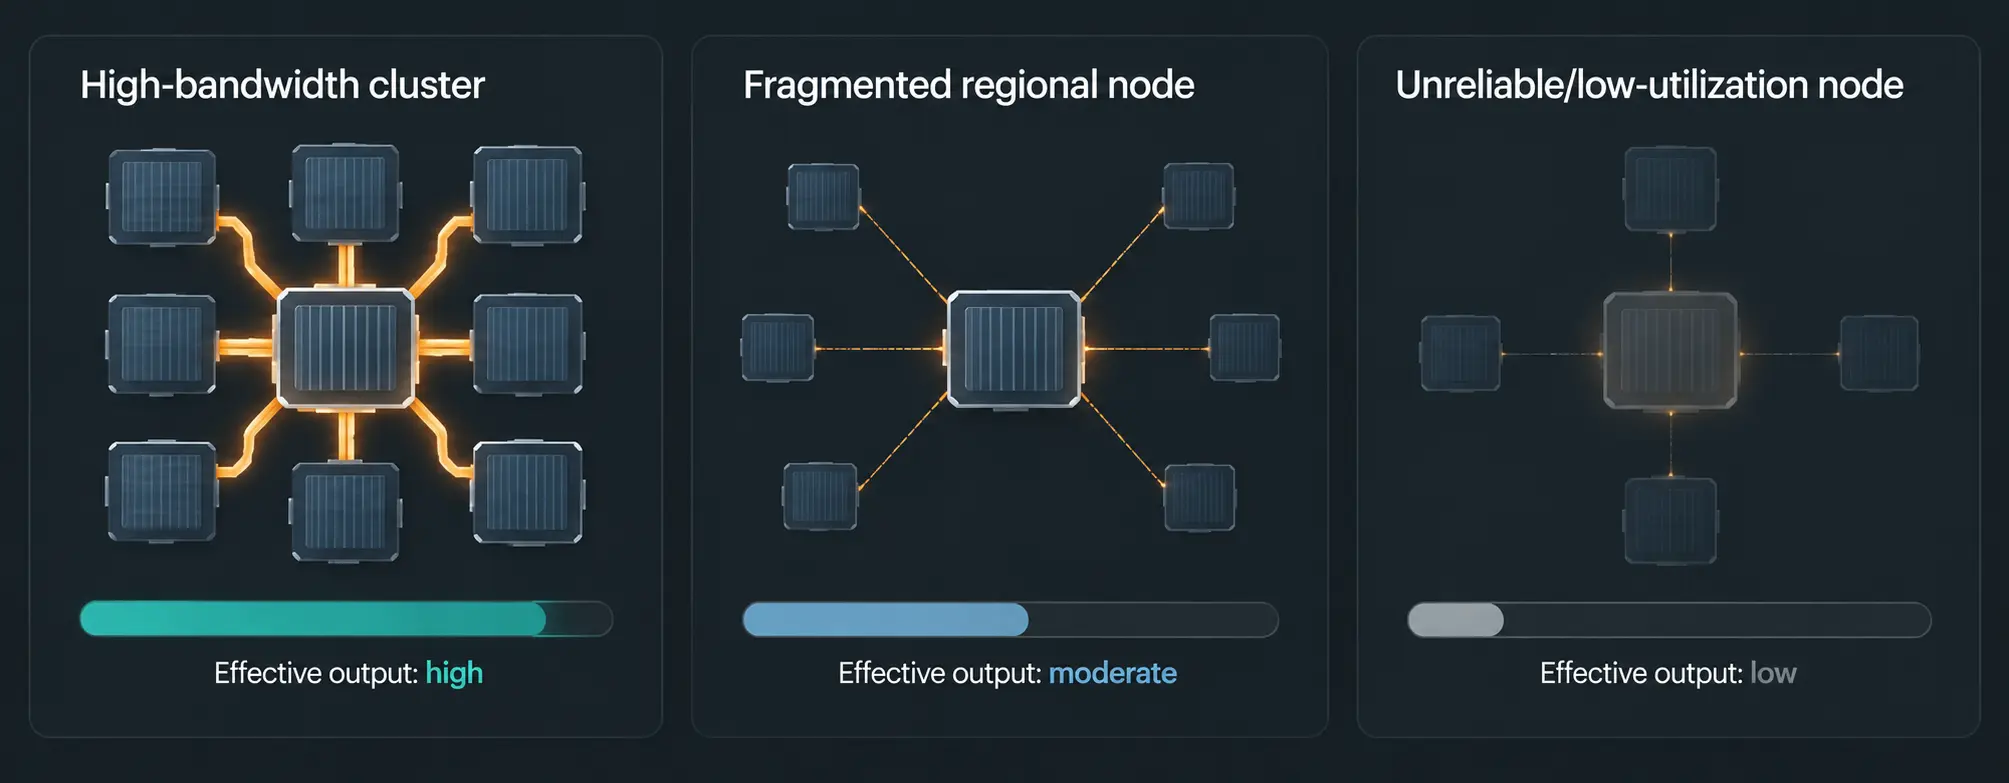 High-bandwidth cluster
Effective output: high
Fragmented regional node
Effective output: moderate
Unreliable/low-utilization node
Effective output: low